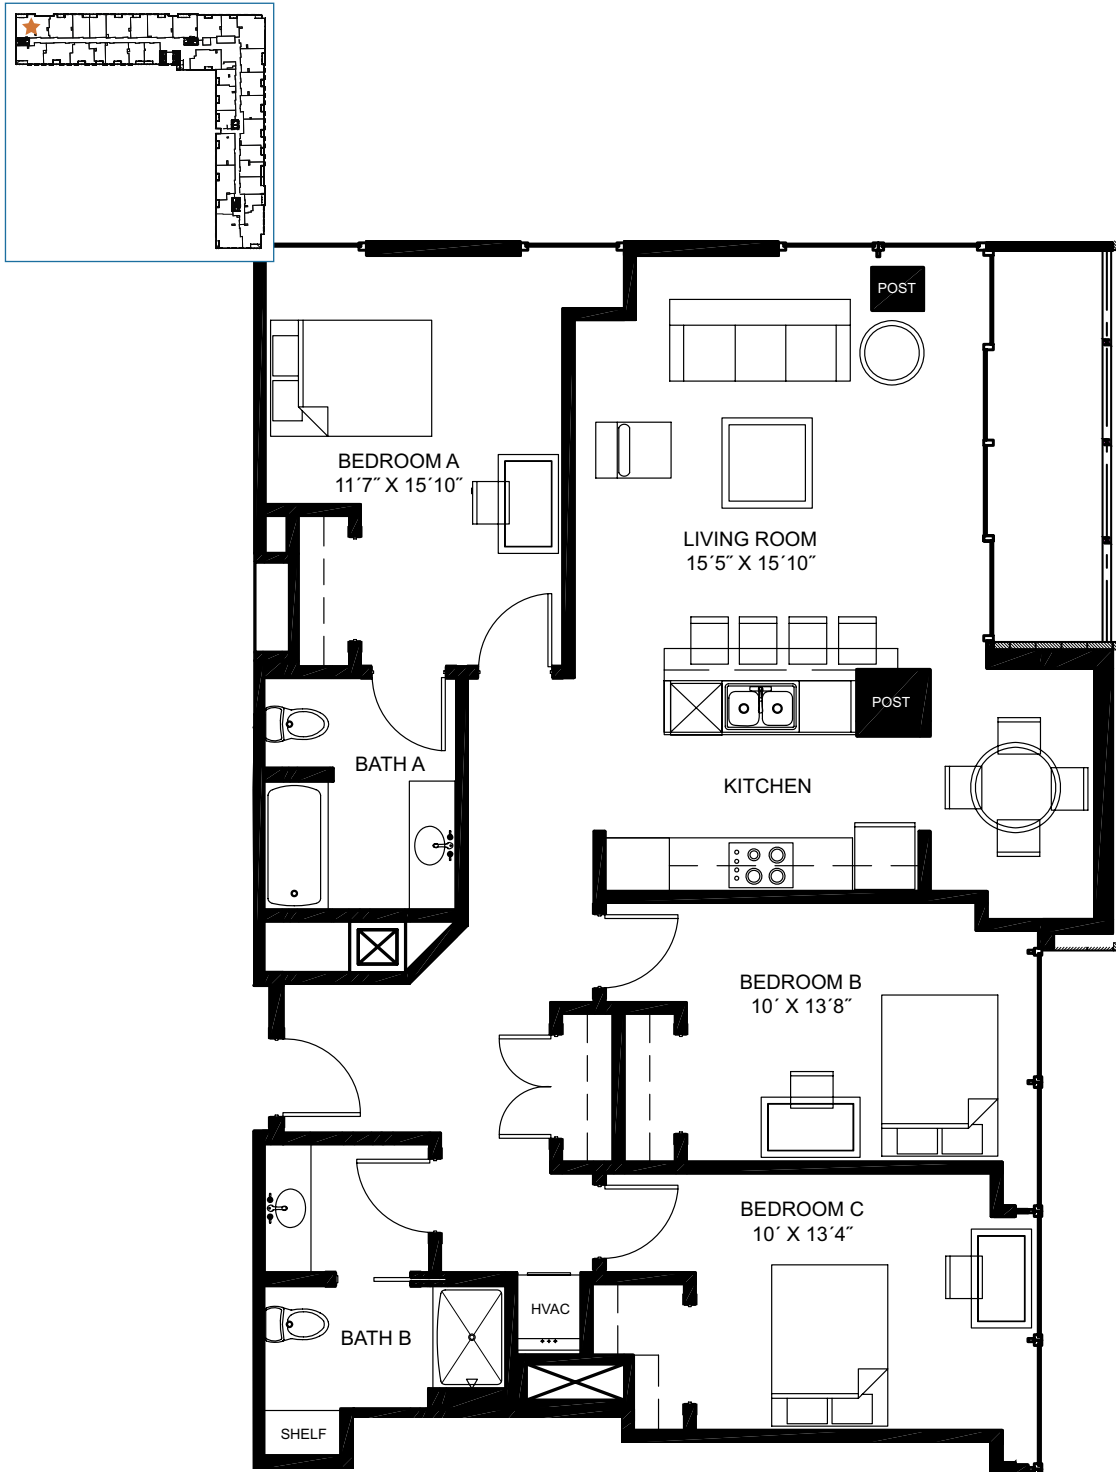 POST
BEDROOM A
11´7˝ X 15´10˝
LIVING ROOM
15´5˝ X 15´10˝
POST
BATH A
KITCHEN
BEDROOM B
10´ X 13´8˝
BEDROOM C
10´ X 13´4˝
HVAC
BATH B
SHELF